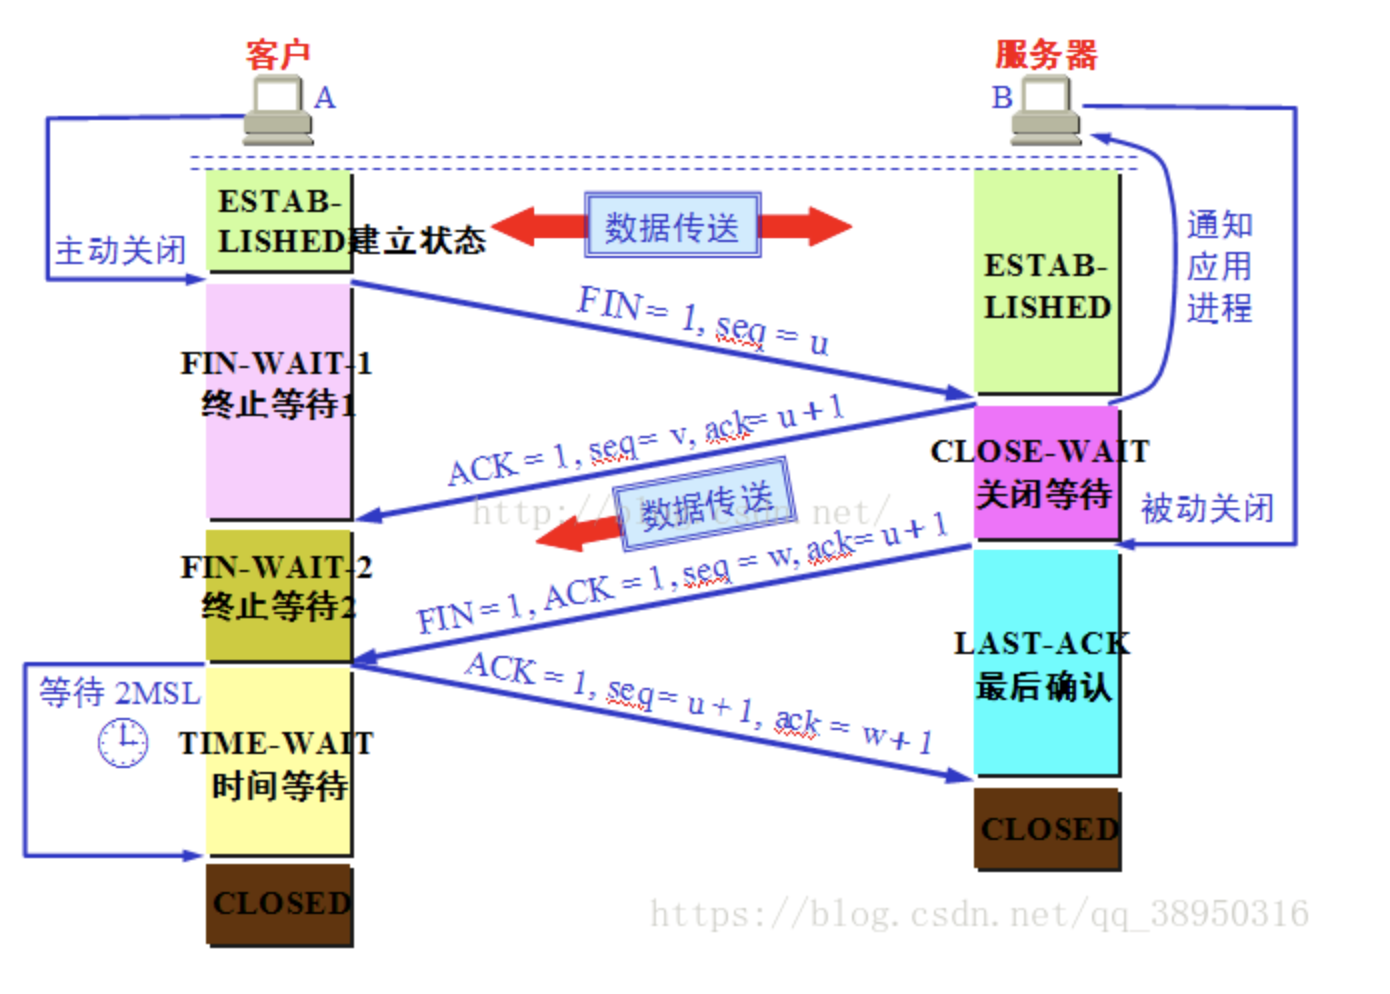 客户
服务器
A
B
ESTAB-
LISHED建立状态
主动关闭
数据传送
ESTAB-
LISHED
通知
应用
进程
FIN = 1, seq = u
FIN-WAIT-1
终止等待1
ACK = 1, seq = v, ack= u + 1
CLOSE-WAIT
关闭等待
数据传送
http://blog.csdn.net/
被动关闭
FIN-WAIT-2
终止等待2
FIN = 1, ACK = 1, seq = w, ack= u + 1
LAST-ACK
最后确认
等待 2MSL
ACK = 1, seq = u + 1, ack = w + 1
TIME-WAIT
时间等待
CLOSED
CLOSED
https://blog.csdn.net/qq_38950316